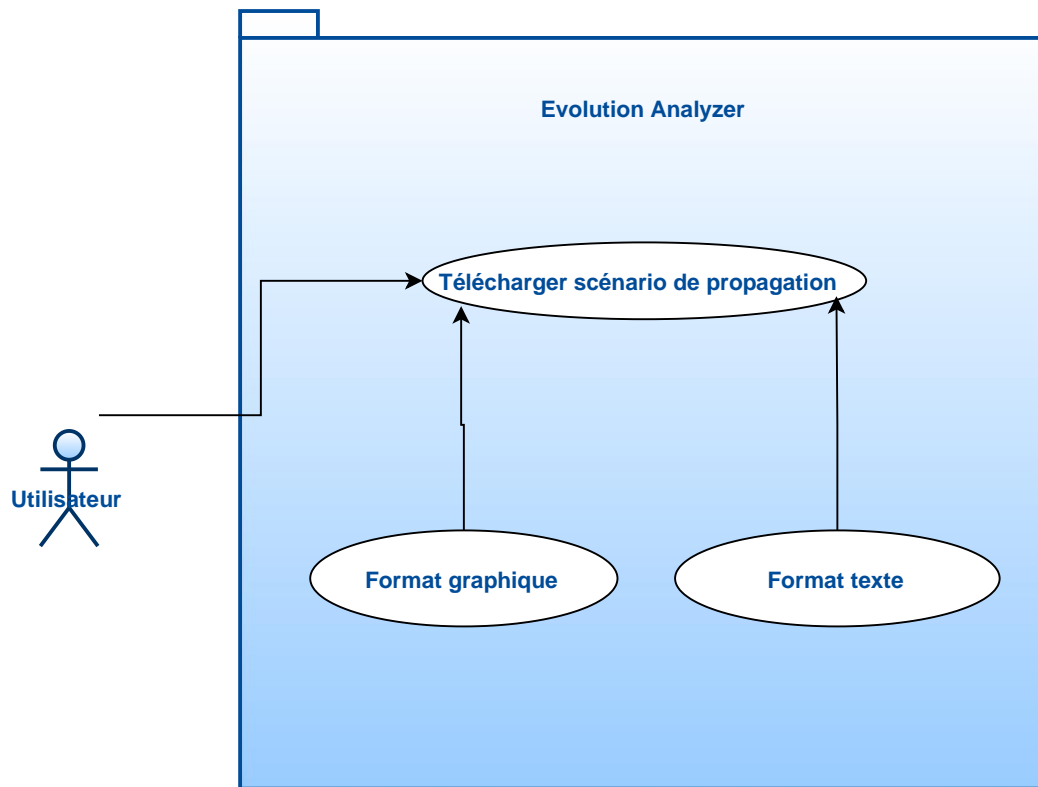 Evolution Analyzer
Télécharger scénario de propagation
Utilisateur
Format graphique
Format texte